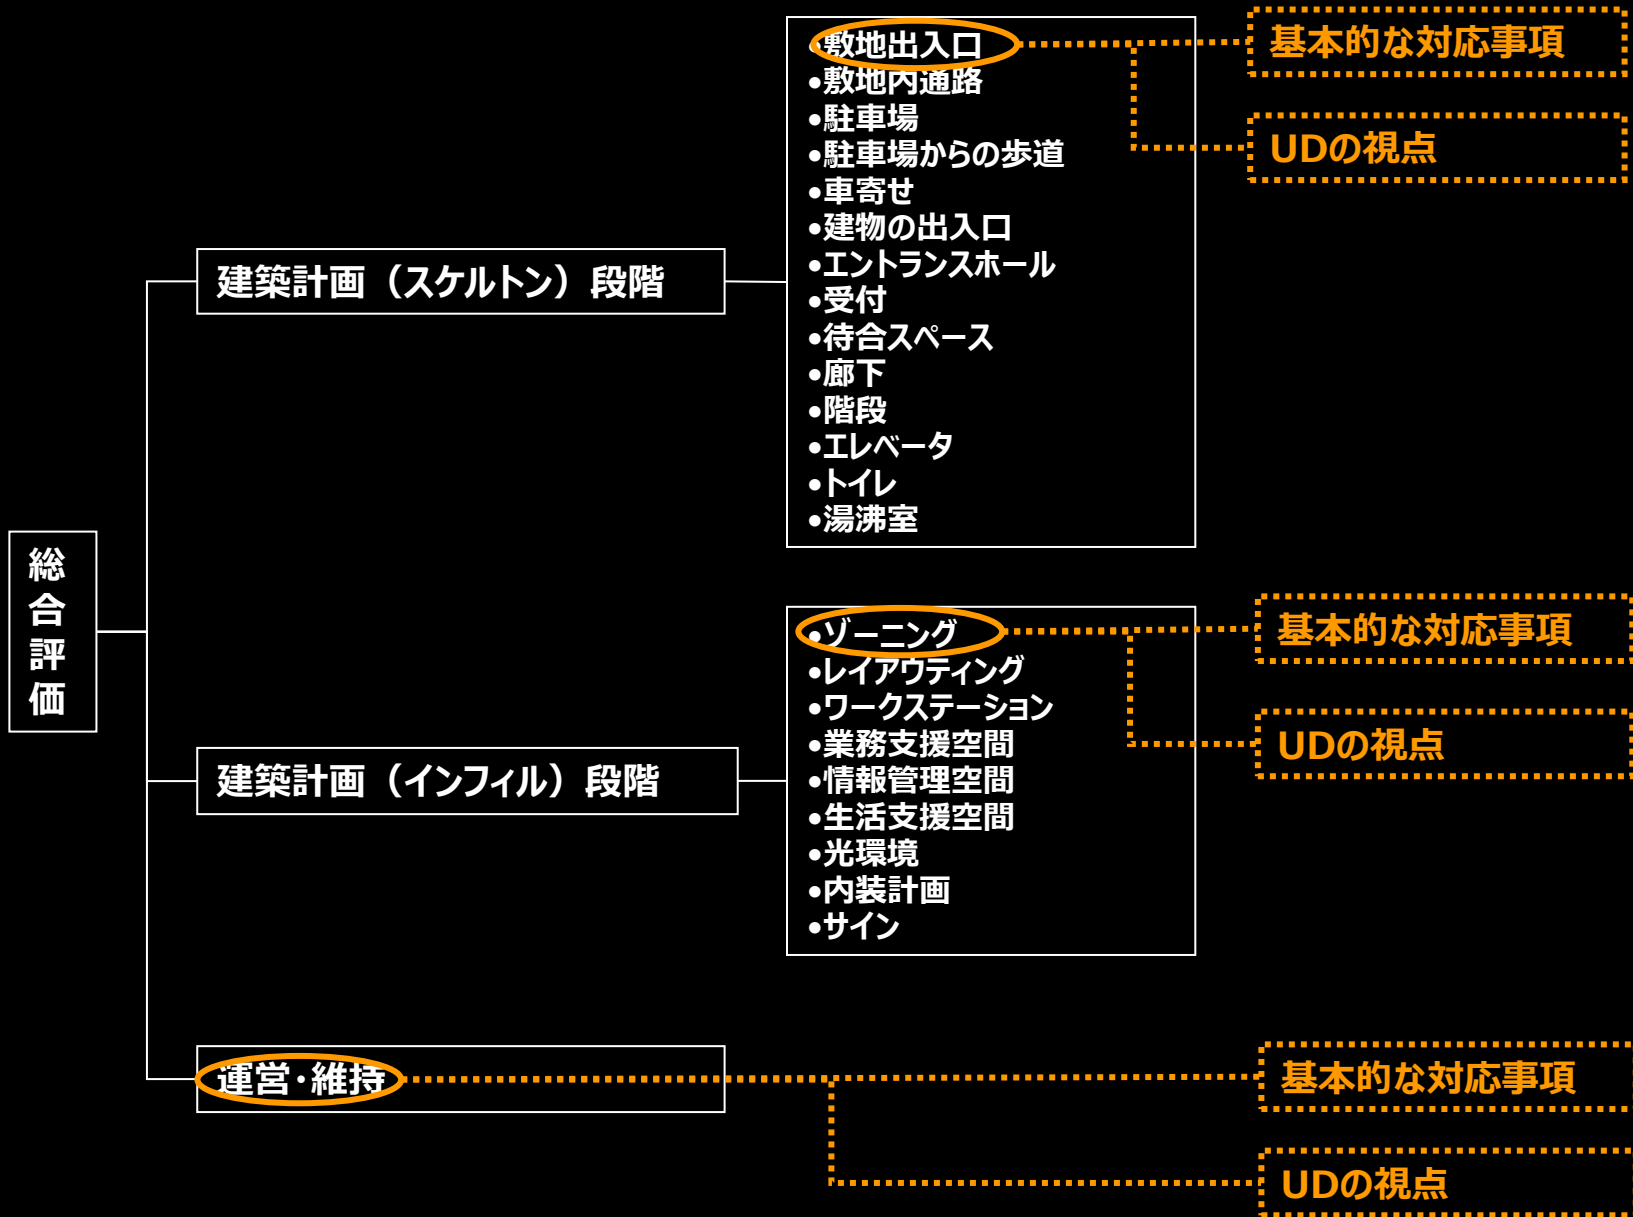 総合評価
建築計画（スケルトン）段階
•敷地出入口
•敷地内通路
•駐車場
•駐車場からの歩道
•車寄せ
•建物の出入口
•エントランスホール
•受付
•待合スペース
•廊下
•階段
•エレベータ
•トイレ
•湯沸室
基本的な対応事項
UDの視点
建築計画（インフィル）段階
•ゾーニング
•レイアウティング
•ワークステーション
•業務支援空間
•情報管理空間
•生活支援空間
•光環境
•内装計画
•サイン
基本的な対応事項
UDの視点
運営･維持
基本的な対応事項
UDの視点